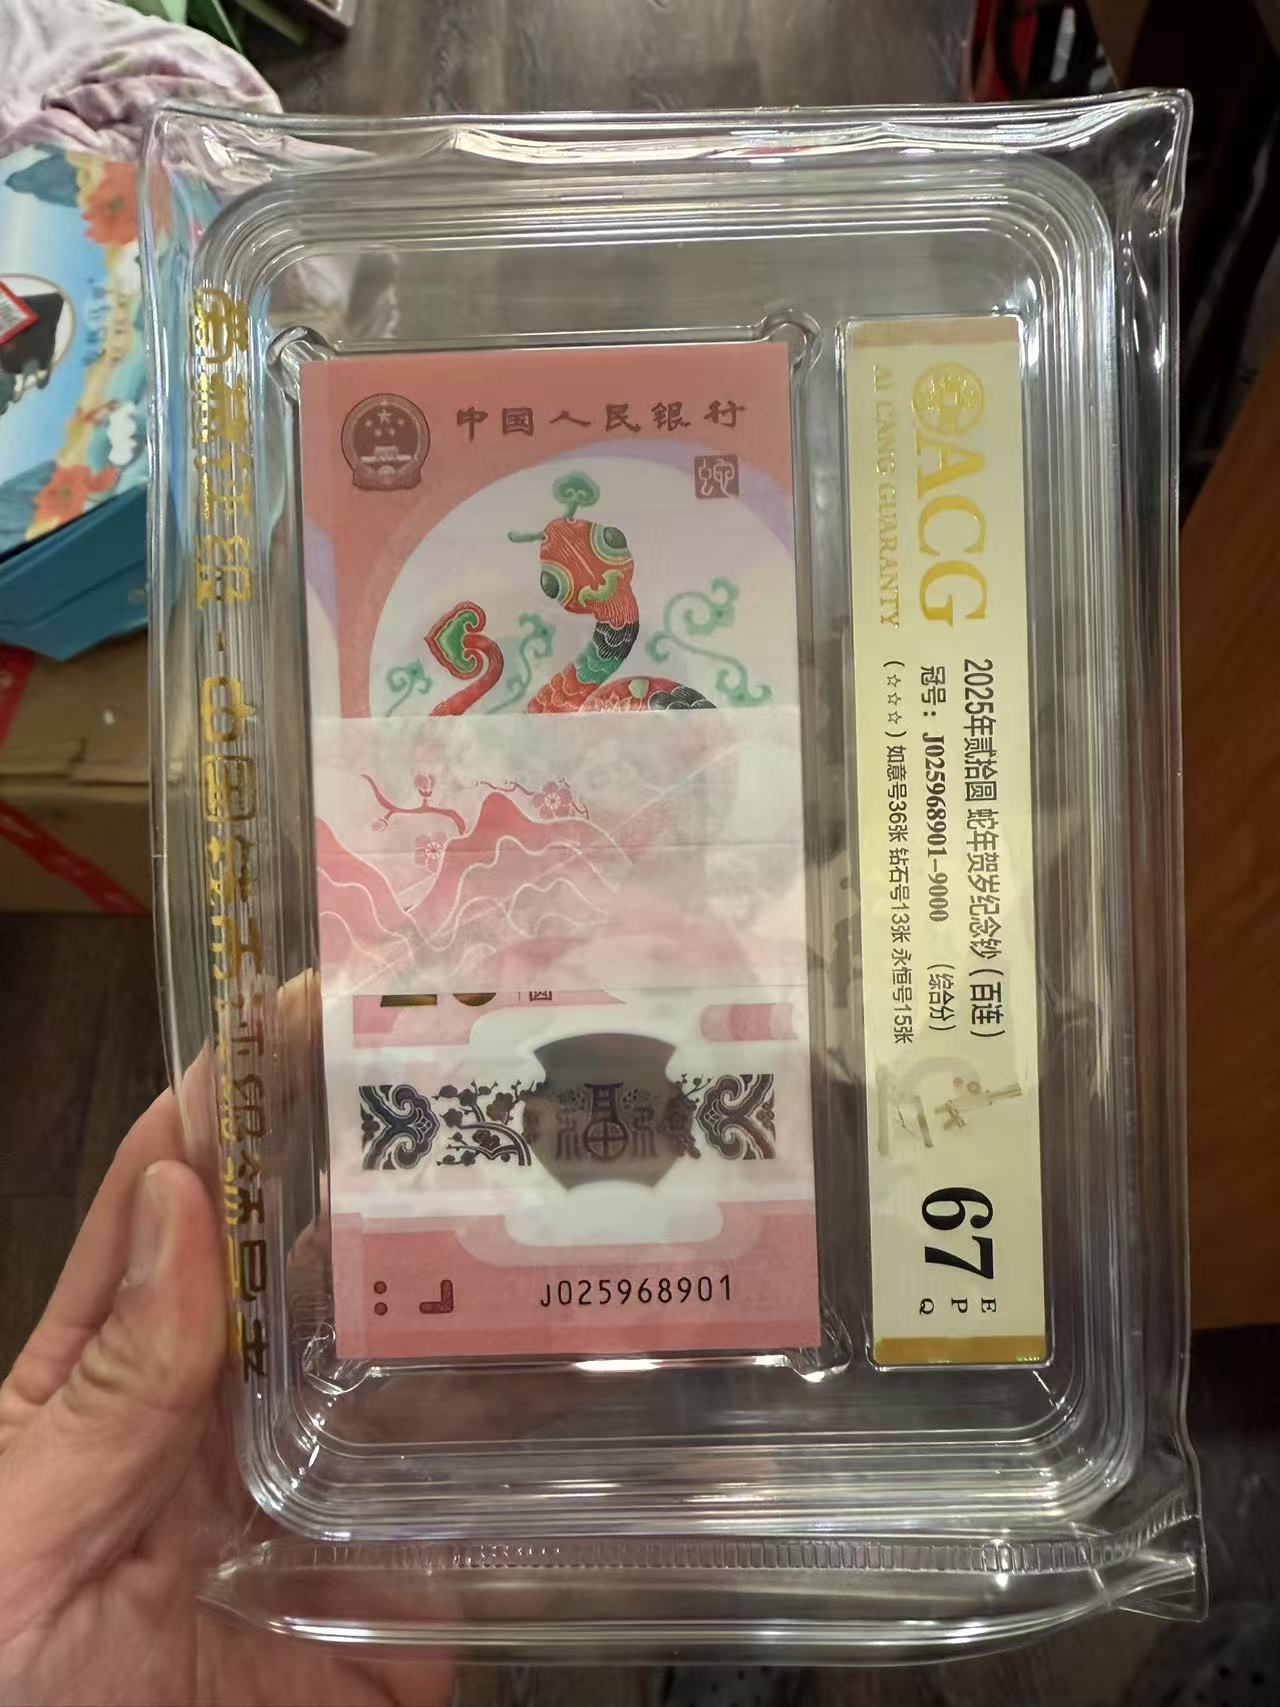 中国人民银行
蛇
圆
J025968901
ACG
AI CANG GUARANTY
2025年贰拾圆 蛇年贺岁纪念钞（百连）
冠号：J025968901-9000 （综合分）
（☆☆☆）如意号36张 钻石号13张 永恒号15张
67
E
P
Q